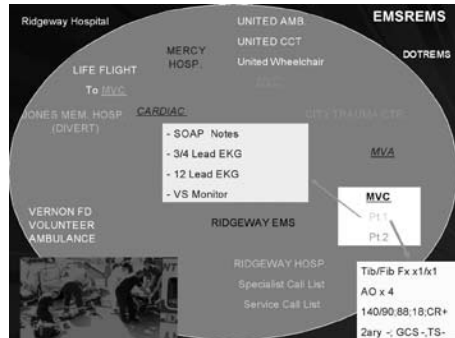 Ridgeway Hospital
UNITED AMB.
EMSREMS
UNITED CCT
MERCY
HOSP.
United Wheelchair
DOTREMS
LIFE FLIGHT
To MVC
JONES MEM. HOSP
(DIVERT)
CARDIAC
CITY TRAUMA CTR.
- SOAP Notes
- 3/4 Lead EKG
- 12 Lead EKG
- VS Monitor
MVA
MVC
Pt.1
Pt.2
VERNON FD
VOLUNTEER
AMBULANCE
RIDGEWAY EMS
RIDGEWAY HOSP.
Specialist Call List
Service Call List
Tib/Fib Fx x1/x1
AO x 4
140/90;88;18;CR+
2ary -; GCS -,TS-